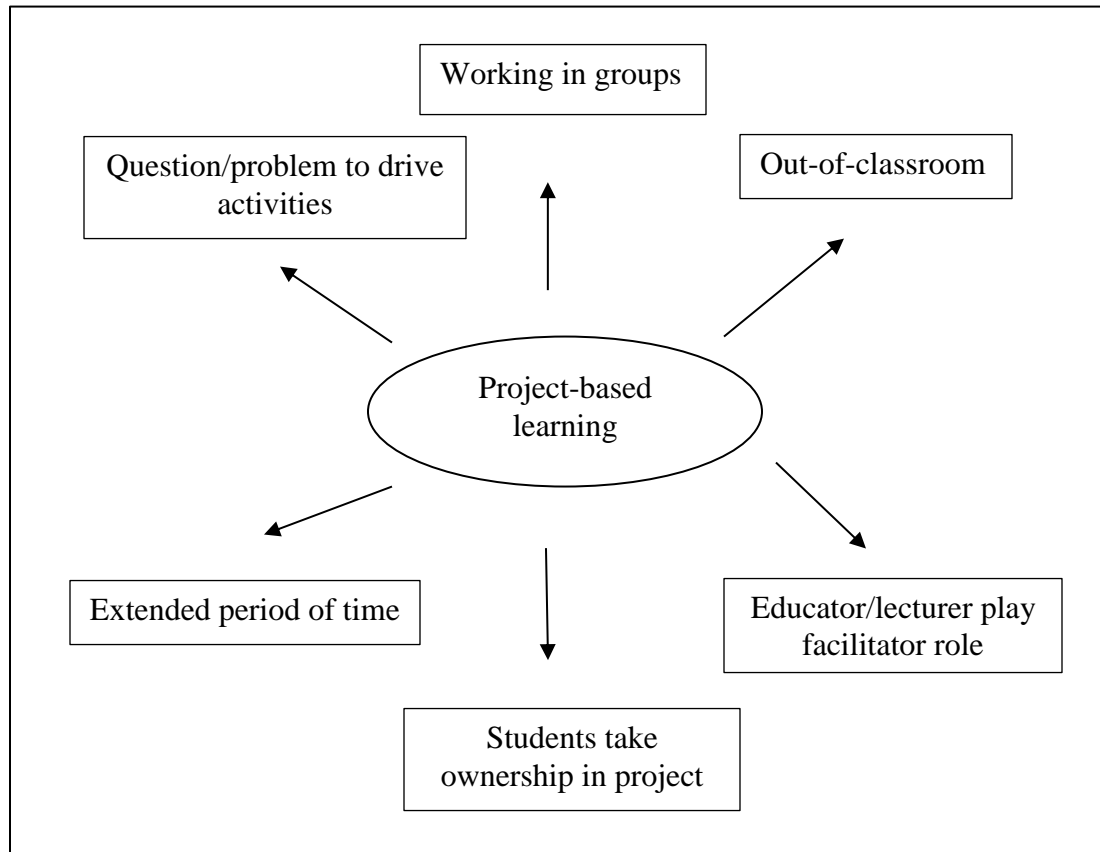 Working in groups
Question/problem to drive
activities
Out-of-classroom
Project-based
learning
Extended period of time
Educator/lecturer play
facilitator role
Students take
ownership in project